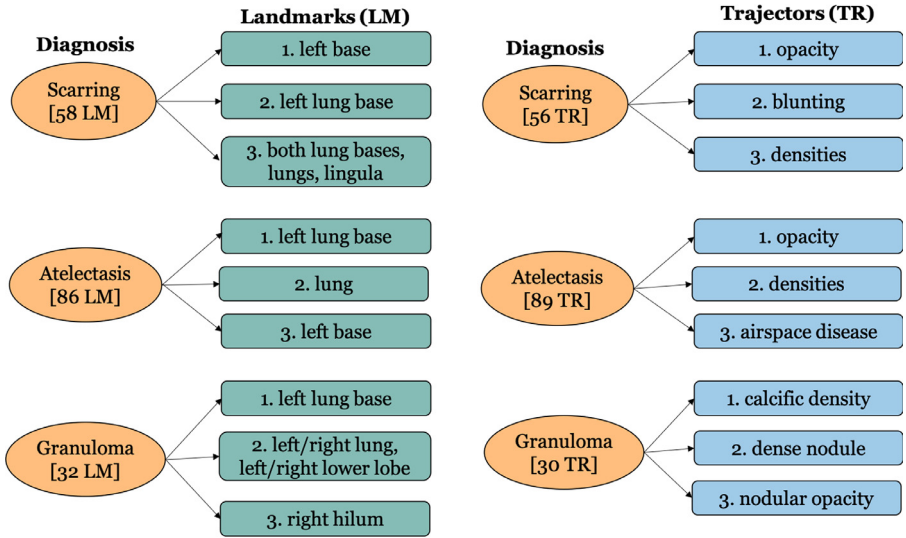 Landmarks (LM)
Diagnosis
Scarring
[58 LM]
1. left base
2. left lung base
3. both lung bases,
lungs, lingula
Atelectasis
[86 LM]
1. left lung base
2. lung
3. left base
Granuloma
[32 LM]
1. left lung base
2. left/right lung,
left/right lower lobe
3. right hilum
Trajectors (TR)
Diagnosis
Scarring
[56 TR]
1. opacity
2. blunting
3. densities
Atelectasis
[89 TR]
1. opacity
2. densities
3. airspace disease
Granuloma
[30 TR]
1. calcific density
2. dense nodule
3. nodular opacity